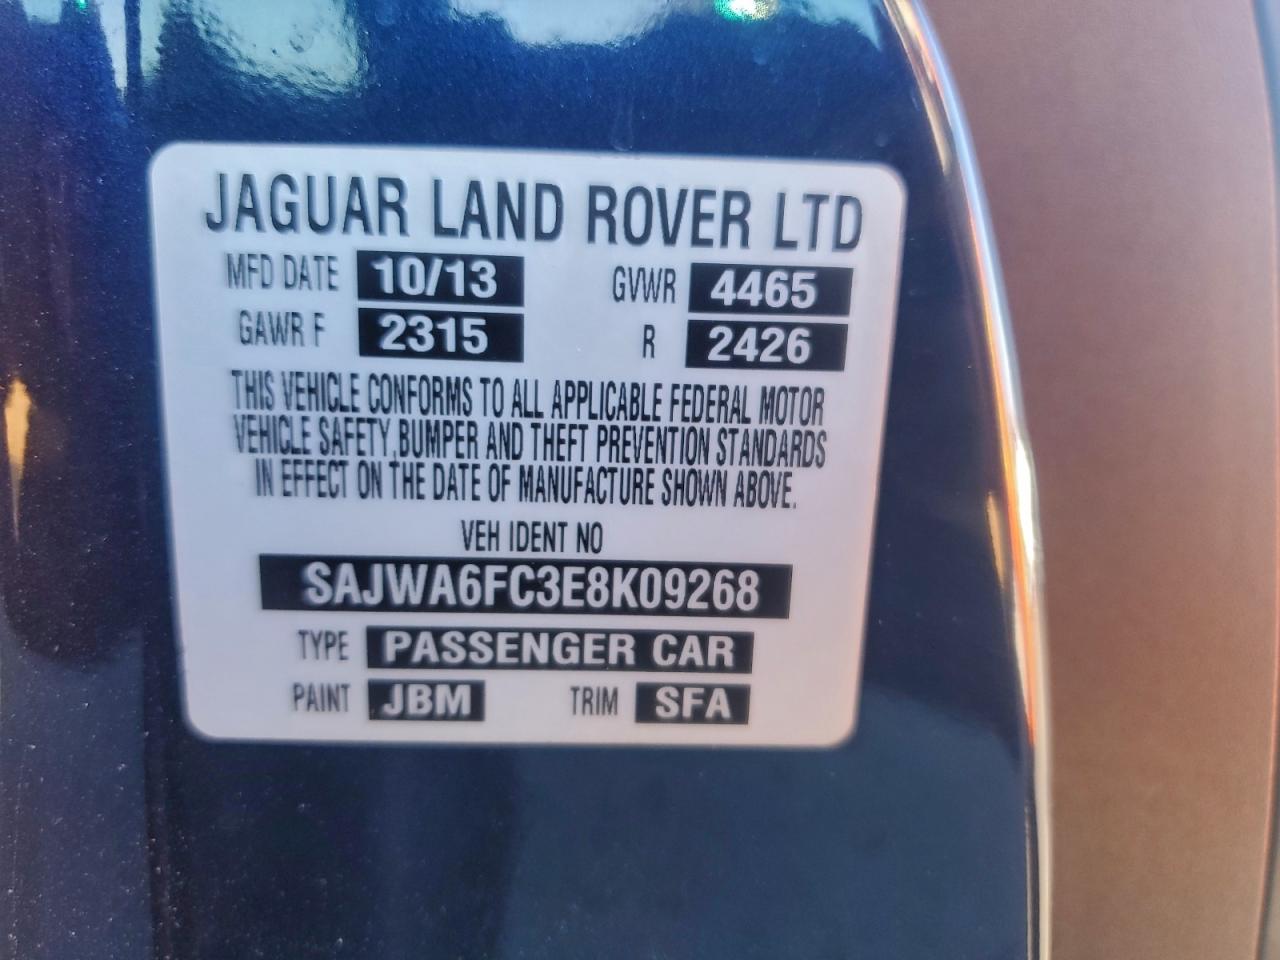 JAGUAR LAND ROVER LTD
MFD DATE 10/13 GVWR 4465
GAWR F 2315 R 2426
THIS VEHICLE CONFORMS TO ALL APPLICABLE FEDERAL MOTOR
VEHICLE SAFETY,BUMPER AND THEFT PREVENTION STANDARDS
IN EFFECT ON THE DATE OF MANUFACTURE SHOWN ABOVE.
VEH IDENT NO
SAJWA6FC3E8K09268
TYPE PASSENGER CAR
PAINT JBM TRIM SFA